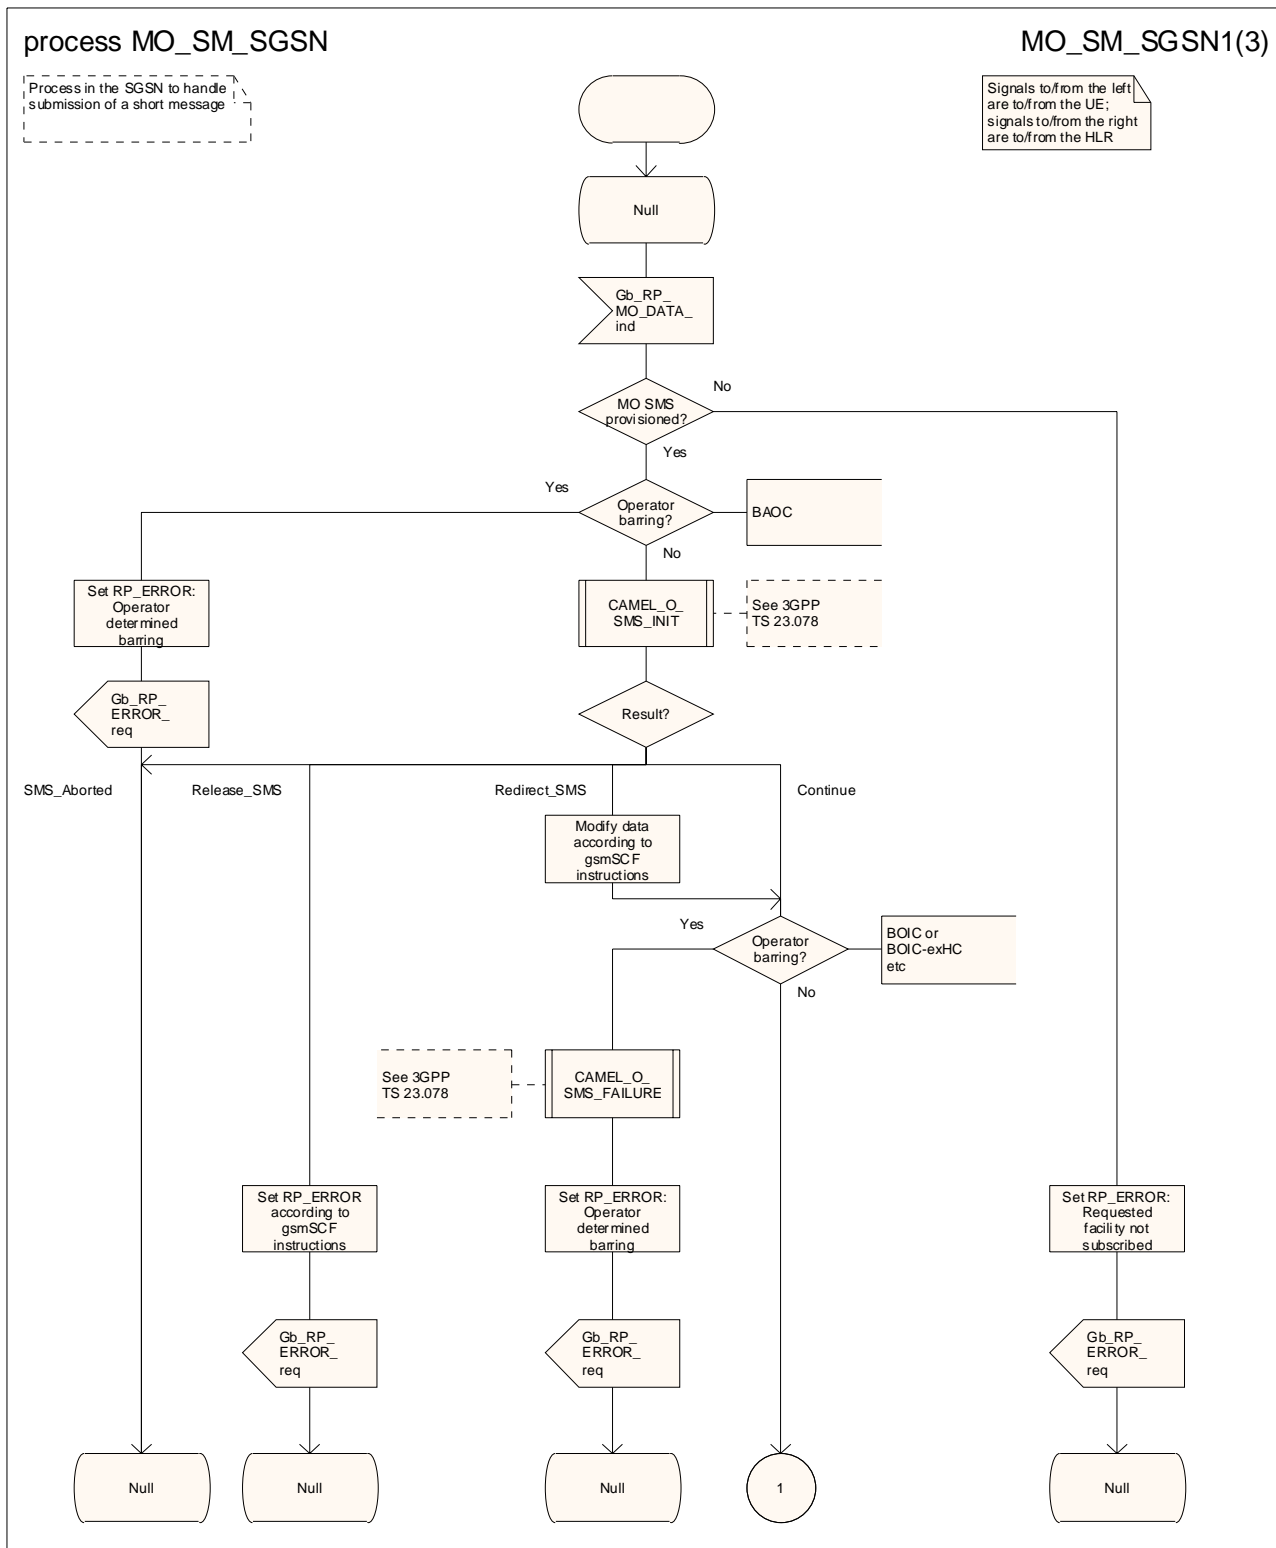 process MO_SM_SGSN
MO_SM_SGSN1(3)
Process in the SGSN to handle
submission of a short message
Signals to/from the left
are to/from the UE;
signals to/from the right
are to/from the HLR
Null
Gb_RP_
MO_DATA_
ind
No
MO SMS
provisioned?
Yes
Yes
Operator
barring?
BAOC
No
Set RP_ERROR:
Operator
determined
barring
CAMEL_O_
SMS_INIT
See 3GPP
TS 23.078
Gb_RP_
ERROR_
req
Result?
SMS_Aborted
Release_SMS
Redirect_SMS
Continue
Modify data
according to
gsmSCF
instructions
Yes
Operator
barring?
BOIC or
BOIC-exHC
etc
No
See 3GPP
TS 23.078
CAMEL_O_
SMS_FAILURE
Set RP_ERROR
according to
gsmSCF
instructions
Set RP_ERROR:
Operator
determined
barring
Set RP_ERROR:
Requested
facility not
subscribed
Gb_RP_
ERROR_
req
Gb_RP_
ERROR_
req
Gb_RP_
ERROR_
req
Null
Null
Null
1
Null